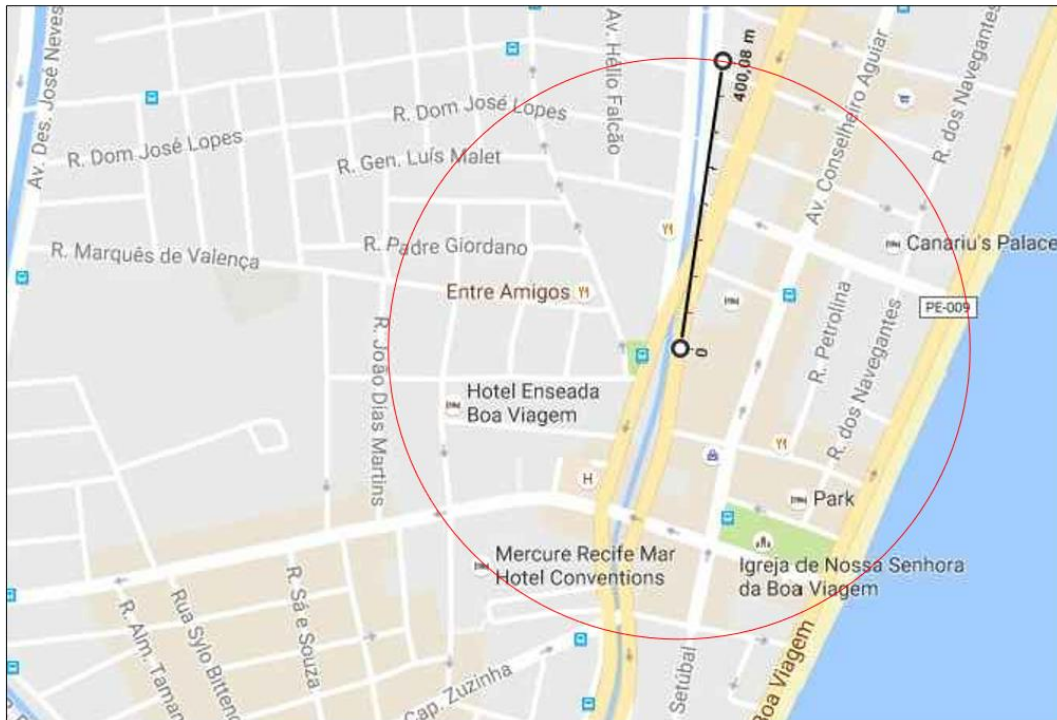 Av. Des. José Neves
R. Dom José Lopes
R. Dom José Lopes
Av. Hélio Falcão
400,08 m
Av. Conselheiro Aguiar
R. dos Navegantes
R. Gen. Luís Malet
R. Marquês de Valença
R. Padre Giordano
Canariu's Palace
Entre Amigos
PE-009
R. João Dias Martins
0
R. Petrolina
R. dos Navegantes
Hotel Enseada
Boa Viagem
H
Park
Mercure Recife Mar
Hotel Conventions
Igreja de Nossa Senhora
da Boa Viagem
R. Alm. Taman
Rua Sylo Bittenc
R. Sá e Souza
Cap. Zuzinha
Setúbal
Boa Viagem